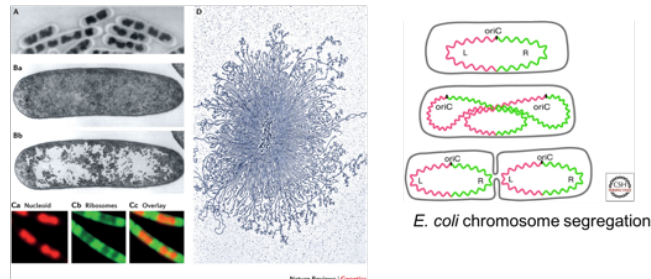 A
D
Ba
Bb
Ca Nucleoid
Cb Ribosomes
Cc Overlay
Nature Reviews | Genetics
oriC
L
R
oriC
oriC
oriC
oriC
L
R
L
R
CSH
E. coli chromosome segregation